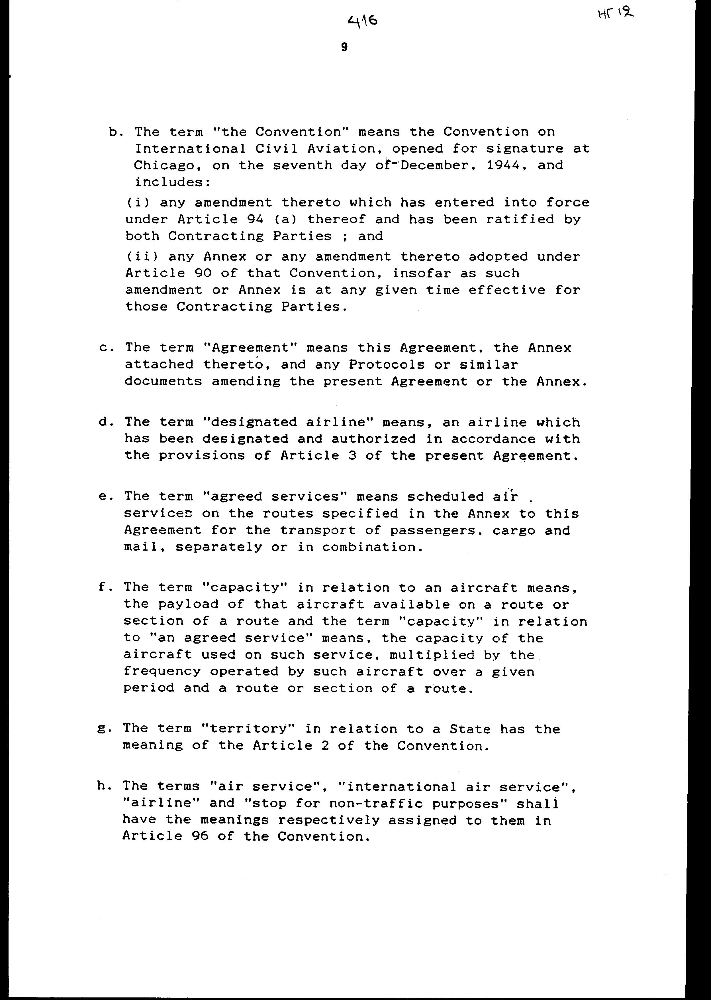 416
HΓ 12
9
b. The term "the Convention" means the Convention on
International Civil Aviation, opened for signature at
Chicago, on the seventh day of December, 1944, and
includes:
(i) any amendment thereto which has entered into force
under Article 94 (a) thereof and has been ratified by
both Contracting Parties ; and
(ii) any Annex or any amendment thereto adopted under
Article 90 of that Convention, insofar as such
amendment or Annex is at any given time effective for
those Contracting Parties.
c. The term "Agreement" means this Agreement, the Annex
attached thereto, and any Protocols or similar
documents amending the present Agreement or the Annex.
d. The term "designated airline" means, an airline which
has been designated and authorized in accordance with
the provisions of Article 3 of the present Agreement.
e. The term "agreed services" means scheduled air
services on the routes specified in the Annex to this
Agreement for the transport of passengers, cargo and
mail, separately or in combination.
f. The term "capacity" in relation to an aircraft means,
the payload of that aircraft available on a route or
section of a route and the term "capacity" in relation
to "an agreed service" means, the capacity of the
aircraft used on such service, multiplied by the
frequency operated by such aircraft over a given
period and a route or section of a route.
g. The term "territory" in relation to a State has the
meaning of the Article 2 of the Convention.
h. The terms "air service", "international air service",
"airline" and "stop for non-traffic purposes" shall
have the meanings respectively assigned to them in
Article 96 of the Convention.